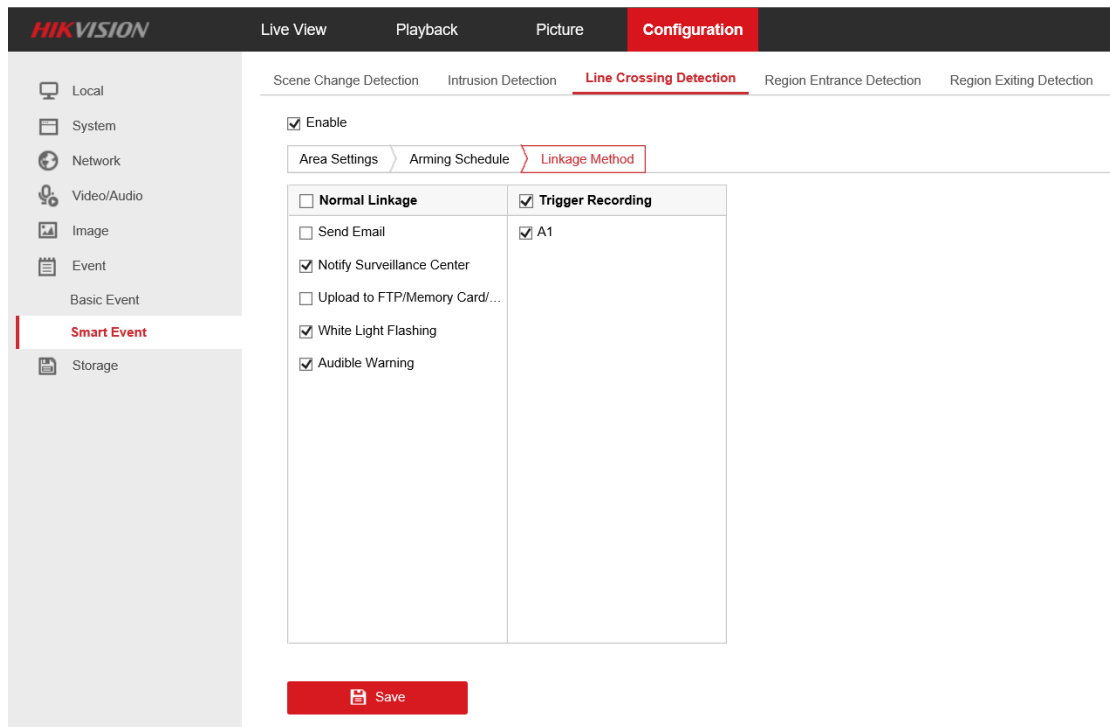 HIKVISION Live View Playback Picture Configuration
Local
System
Network
Video/Audio
Image
Event
Basic Event
Smart Event
Storage
Scene Change Detection Intrusion Detection Line Crossing Detection Region Entrance Detection Region Exiting Detection
Enable
Area Settings Arming Schedule Linkage Method
Normal Linkage Trigger Recording
Send Email A1
Notify Surveillance Center
Upload to FTP/Memory Card/...
White Light Flashing
Audible Warning
Save